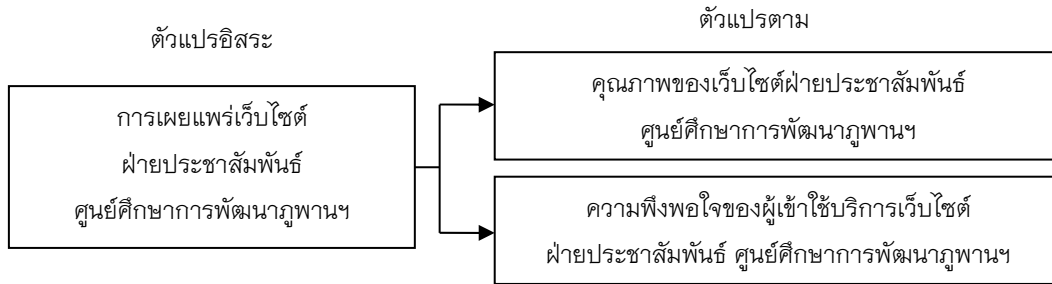 ตัวแปรอิสระ
การเผยแพร่เว็บไซต์
ฝ่ายประชาสัมพันธ์
ศูนย์ศึกษาการพัฒนาภูพานฯ
ตัวแปรตาม
คุณภาพของเว็บไซต์ฝ่ายประชาสัมพันธ์
ศูนย์ศึกษาการพัฒนาภูพานฯ
ความพึงพอใจของผู้เข้าใช้บริการเว็บไซต์
ฝ่ายประชาสัมพันธ์ ศูนย์ศึกษาการพัฒนาภูพานฯ